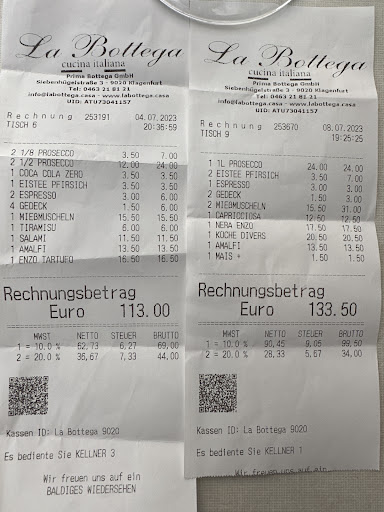 La Bottega
cucina italiana
Prima Bottega GmbH
Siebenhügelstraße 3 - 9020 Klagenfurt
Tel: 0463 21 81 21
info@labottega.casa - www.labottega.casa
UID: ATU73041157
Rechnung 253191 04.07.2023
TISCH 6 20:36:59
2 1/8 PROSECCO 3.50 7.00
2 1/2 PROSECCO 12.00 24.00
1 COCA COLA ZERO 3.50 3.50
1 EISTEE PFIRSICH 3.50 3.50
2 ESPRESSO 3.00 6.00
4 GEDECK 1.50 6.00
1 MIEBMUSCHELN 15.50 15.50
1 TIRAMISU 6.00 6.00
1 SALAMI 11.50 11.50
1 AMALFI 13.50 13.50
1 ENZO TARTUFO 16.50 16.50
Rechnungsbetrag
Euro 113.00
MWST NETTO STEUER BRUTTO
1 = 10.0 % 62,73 6,27 69,00
2 = 20.0 % 36,67 7,33 44,00
Kassen ID: La Bottega 9020
Es bediente Sie KELLNER 3
Wir freuen uns auf ein
BALDIGES WIEDERSEHEN
La Bottega
cucina italiana
Prima Bottega GmbH
Siebenhügelstraße 3 - 9020 Klagenfurt
Tel: 0463 21 81 21
info@labottega.casa - www.labottega.casa
UID: ATU73041157
Rechnung 253670 08.07.2023
TISCH 9 19:25:25
1 1L PROSECCO 24.00 24.00
2 EISTEE PFIRSICH 3.50 7.00
1 ESPRESSO 3.00 3.00
2 GEDECK 1.50 3.00
2 MIEBMUSCHELN 15.50 31.00
1 CAPRICCIOSA 12.50 12.50
1 NERA ENZO 17.50 17.50
1 KÜCHE DIVERS 20.50 20.50
1 AMALFI 13.50 13.50
1 MAIS + 1.50 1.50
Rechnungsbetrag
Euro 133.50
MWST NETTO STEUER BRUTTO
1 = 10.0 % 90,45 9,05 99,50
2 = 20.0 % 28,33 5,67 34,00
Kassen ID: La Bottega 9020
Es bediente Sie KELLNER 1
Wir freuen uns auf ein